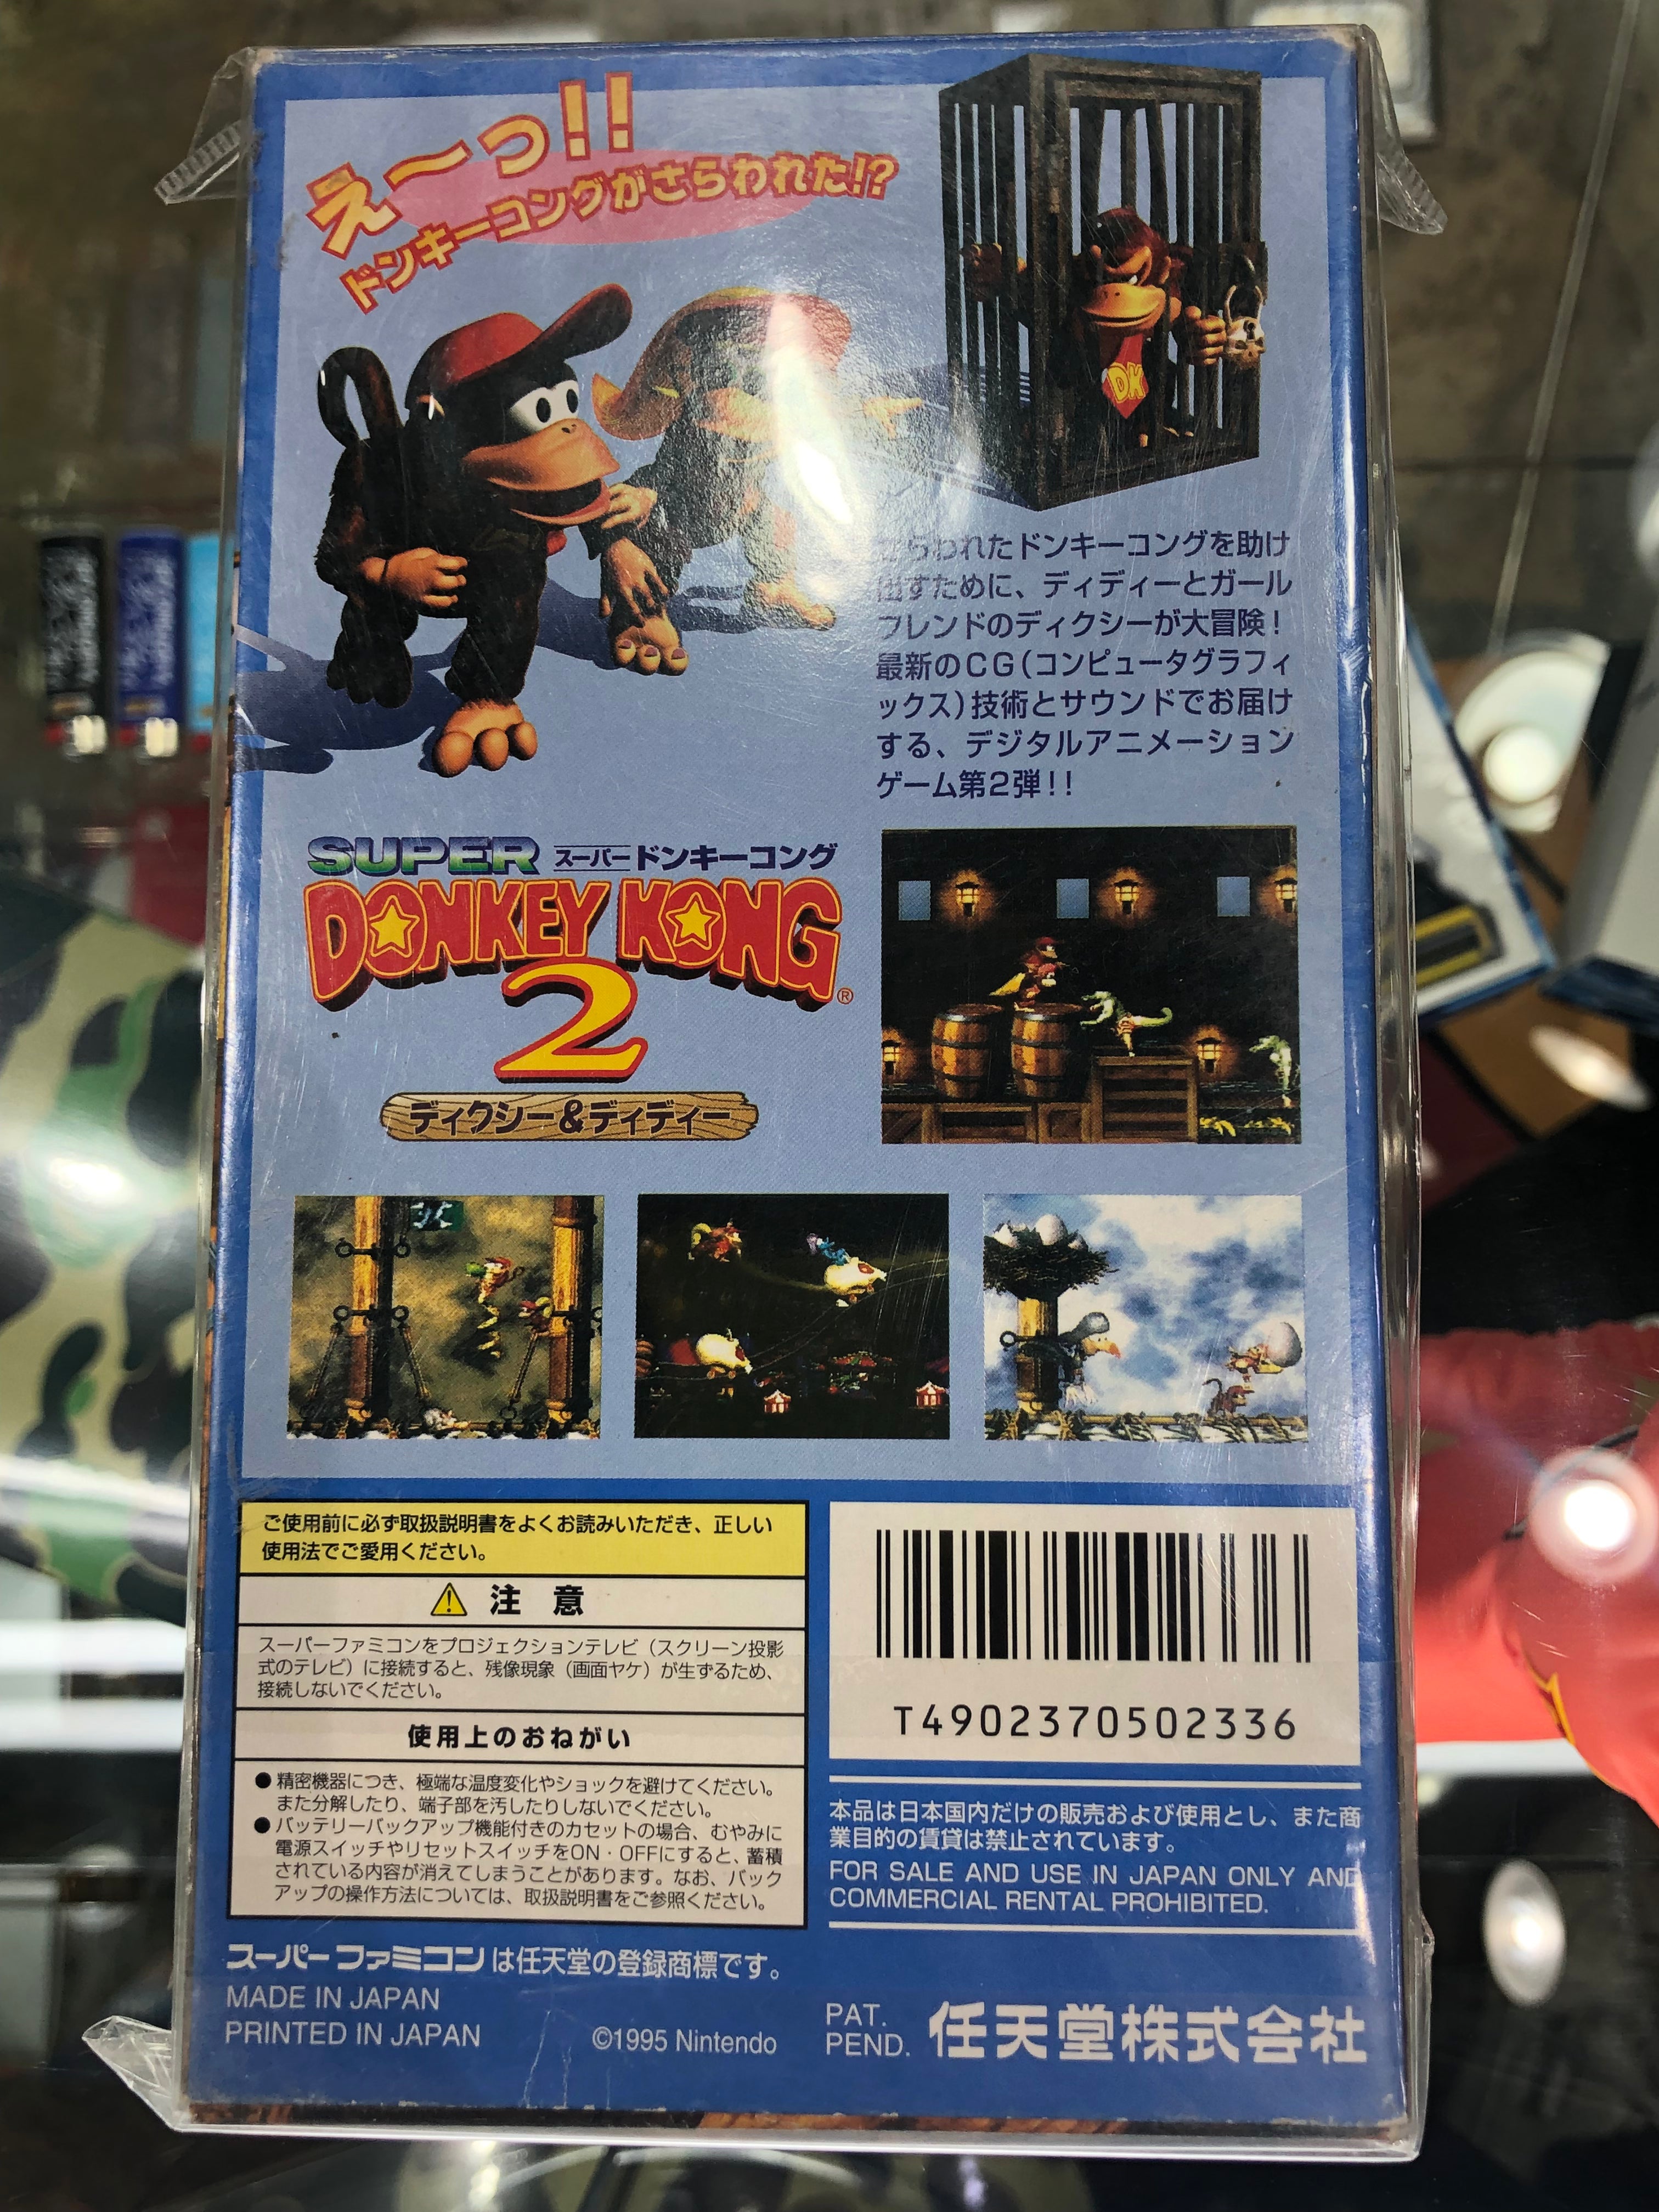 え〜っ!!
ドンキーコングがさらわれた!?
DK
さらわれたドンキーコングを助け
出すために、ディディーとガール
フレンドのディクシーが大冒険!
最新のCG(コンピュータグラフィ
ックス)技術とサウンドでお届け
する、デジタルアニメーション
ゲーム第2弾!!
SUPER スーパードンキーコング
DONKEY KONG®
2
ディクシー&ディディー
ご使用前に必ず取扱説明書をよくお読みいただき、正しい
使用法でご愛用ください。
注 意
スーパーファミコンをプロジェクションテレビ(スクリーン投影
式のテレビ)に接続すると、残像現象(画面ヤケ)が生ずるため、
接続しないでください。
使用上のおねがい
●精密機器につき、極端な温度変化やショックを避けてください。
また分解したり、端子部を汚したりしないでください。
●バッテリーバックアップ機能付きのカセットの場合、むやみに
電源スイッチやリセットスイッチをON・OFFにすると、蓄積
されている内容が消えてしまうことがあります。なお、バック
アップの操作方法については、取扱説明書をご参照ください。
T4902370502336
本品は日本国内だけの販売および使用とし、また商
業目的の賃貸は禁止されています。
FOR SALE AND USE IN JAPAN ONLY AND
COMMERCIAL RENTAL PROHIBITED.
スーパーファミコンは任天堂の登録商標です。
MADE IN JAPAN
PRINTED IN JAPAN
©1995 Nintendo
PAT.
PEND.
任天堂株式会社